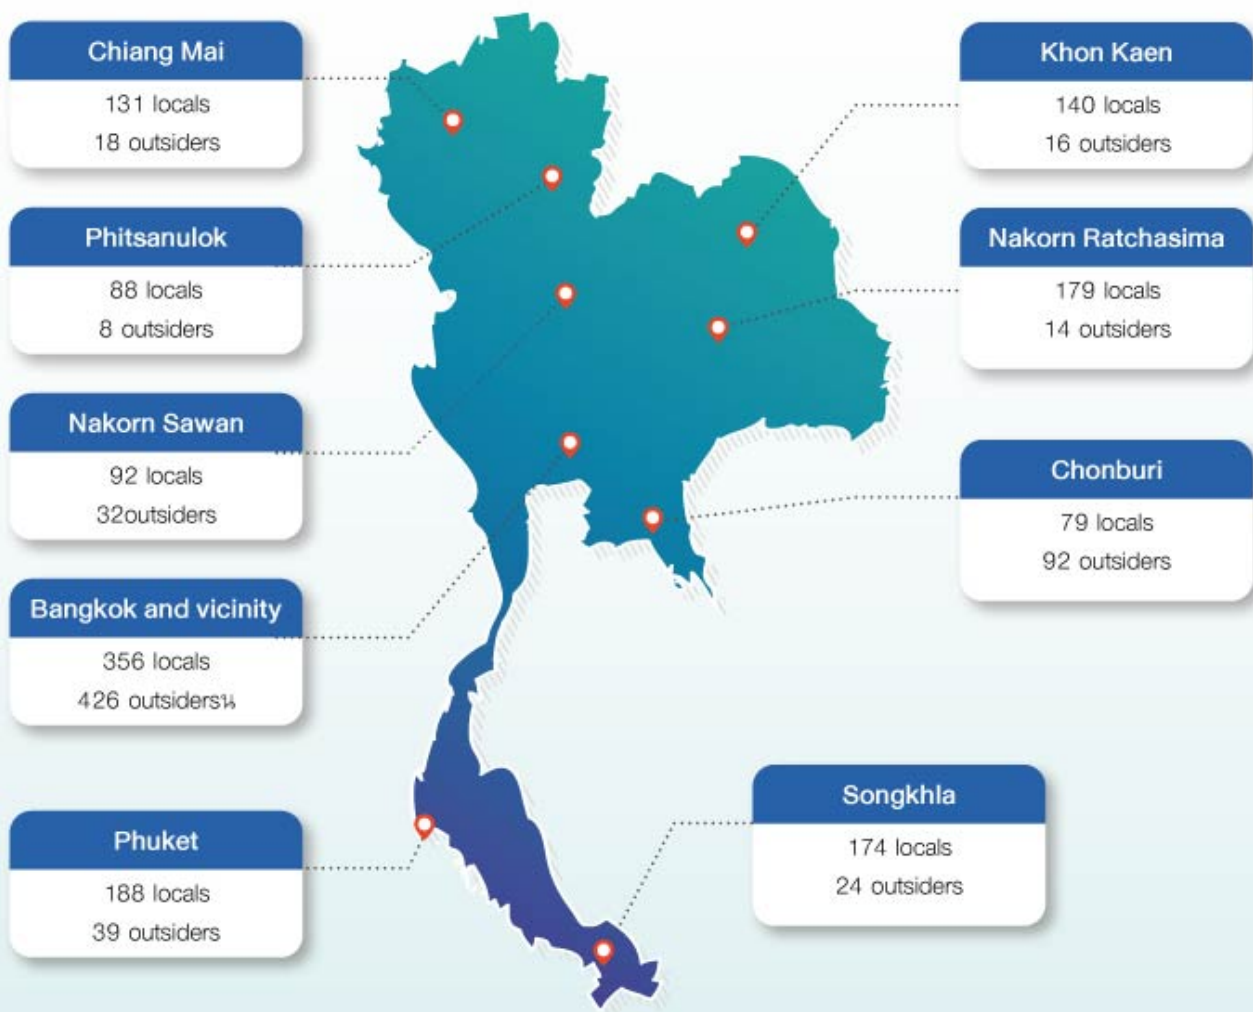 Chiang Mai
131 locals
18 outsiders
Phitsanulok
88 locals
8 outsiders
Nakorn Sawan
92 locals
32outsiders
Bangkok and vicinity
356 locals
426 outsidersน
Phuket
188 locals
39 outsiders
Khon Kaen
140 locals
16 outsiders
Nakorn Ratchasima
179 locals
14 outsiders
Chonburi
79 locals
92 outsiders
Songkhla
174 locals
24 outsiders